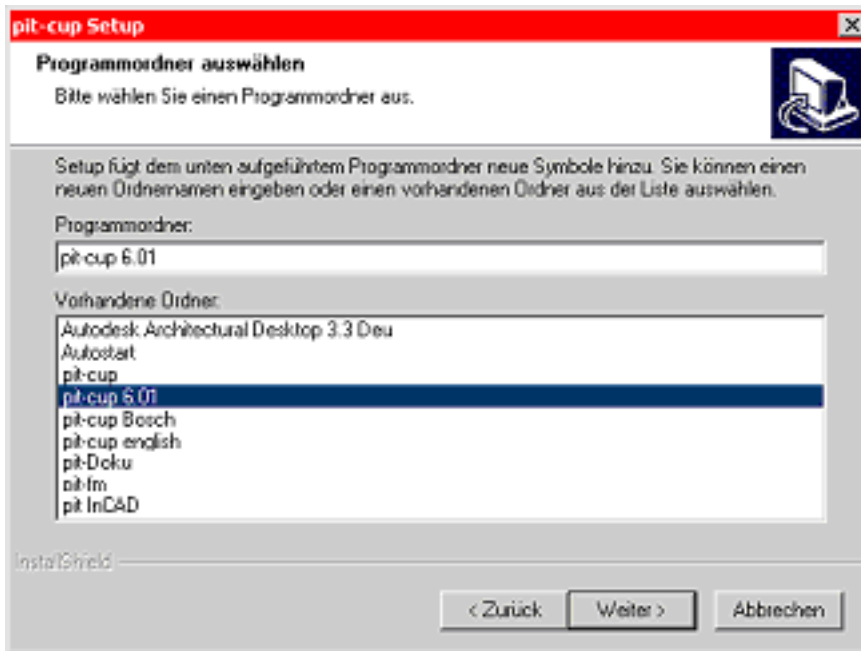 pit-cup Setup
Programmordner auswählen
Bitte wählen Sie einen Programmordner aus.
Setup fügt dem unten aufgeführtem Programmordner neue Symbole hinzu. Sie können einen
neuen Ordnernamen eingeben oder einen vorhandenen Ordner aus der Liste auswählen.
Programmordner:
pit-cup 6.01
Vorhandene Ordner:
Autodesk Architectural Desktop 3.3 Deu
Autostart
pit-cup
pit-cup 6.01
pit-cup Bosch
pit-cup english
pit-Doku
pit-fm
pit InCAD
InstallShield
< Zurück
Weiter >
Abbrechen